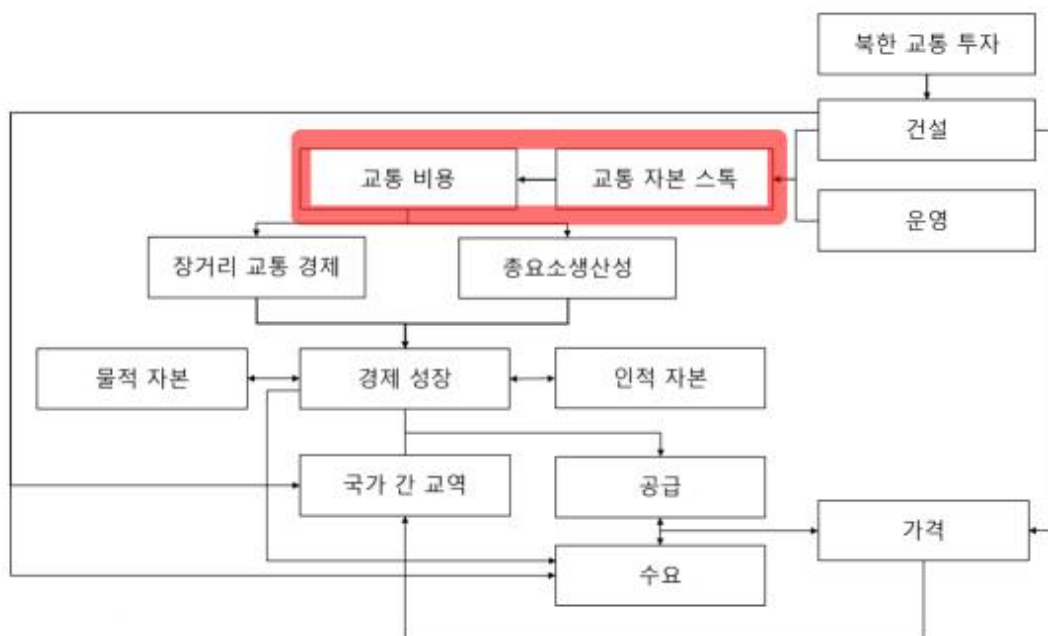 북한 교통 투자
건설
교통 비용
교통 자본 스톡
운영
장거리 교통 경제
종요소생산성
물적 자본
경제 성장
인적 자본
국가 간 교역
공급
가격
수요